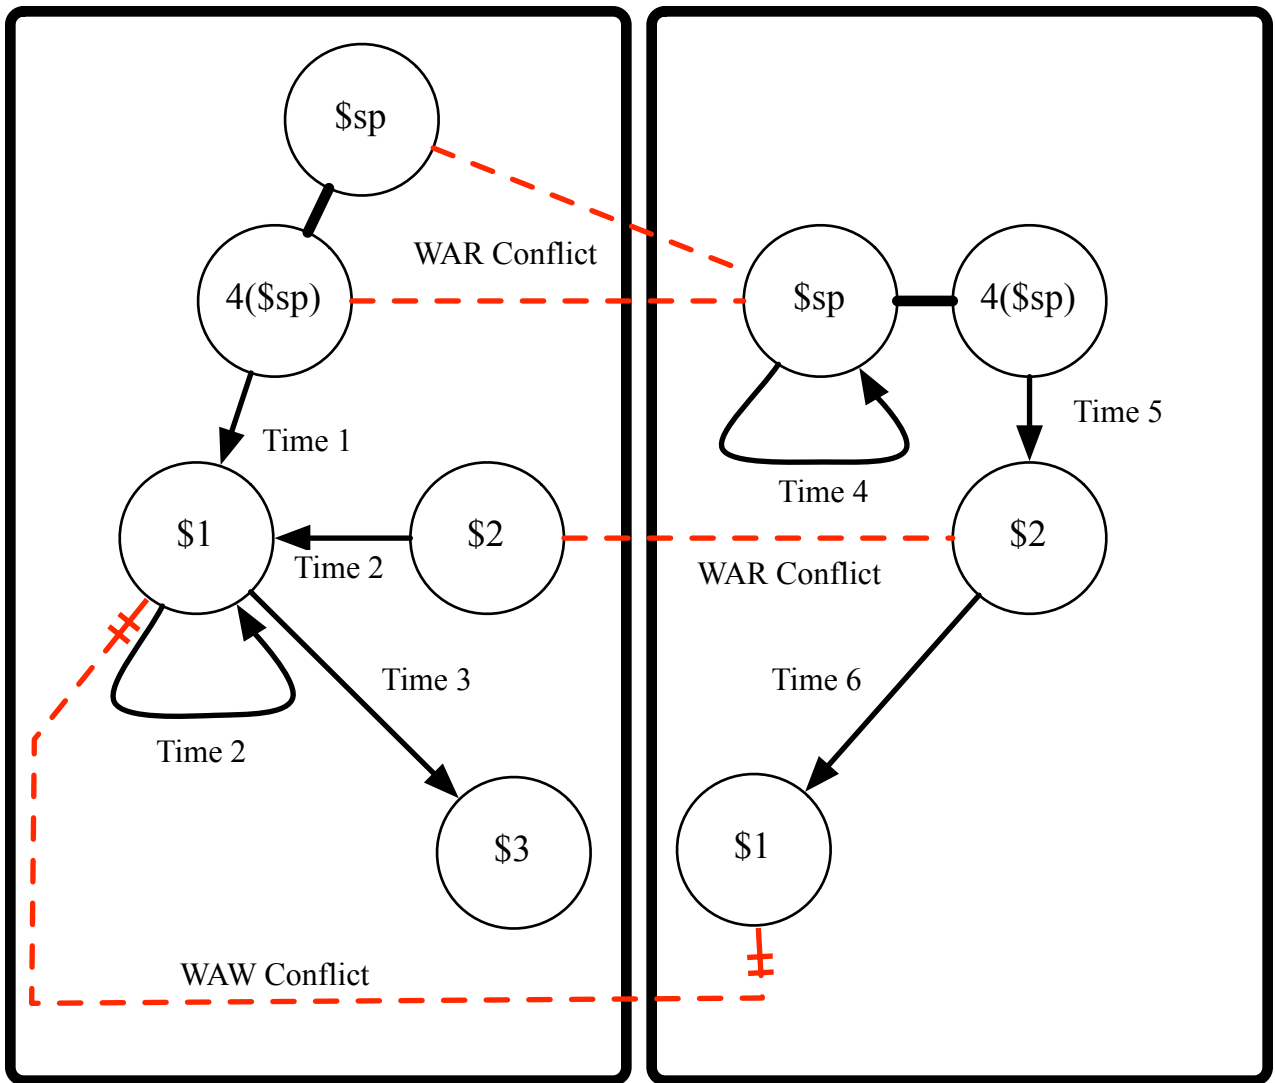 $sp
WAR Conflict
4($sp)
$sp
4($sp)
Time 1
Time 5
Time 4
$1
$2
Time 2
$2
WAR Conflict
Time 3
Time 6
Time 2
$3
$1
WAW Conflict